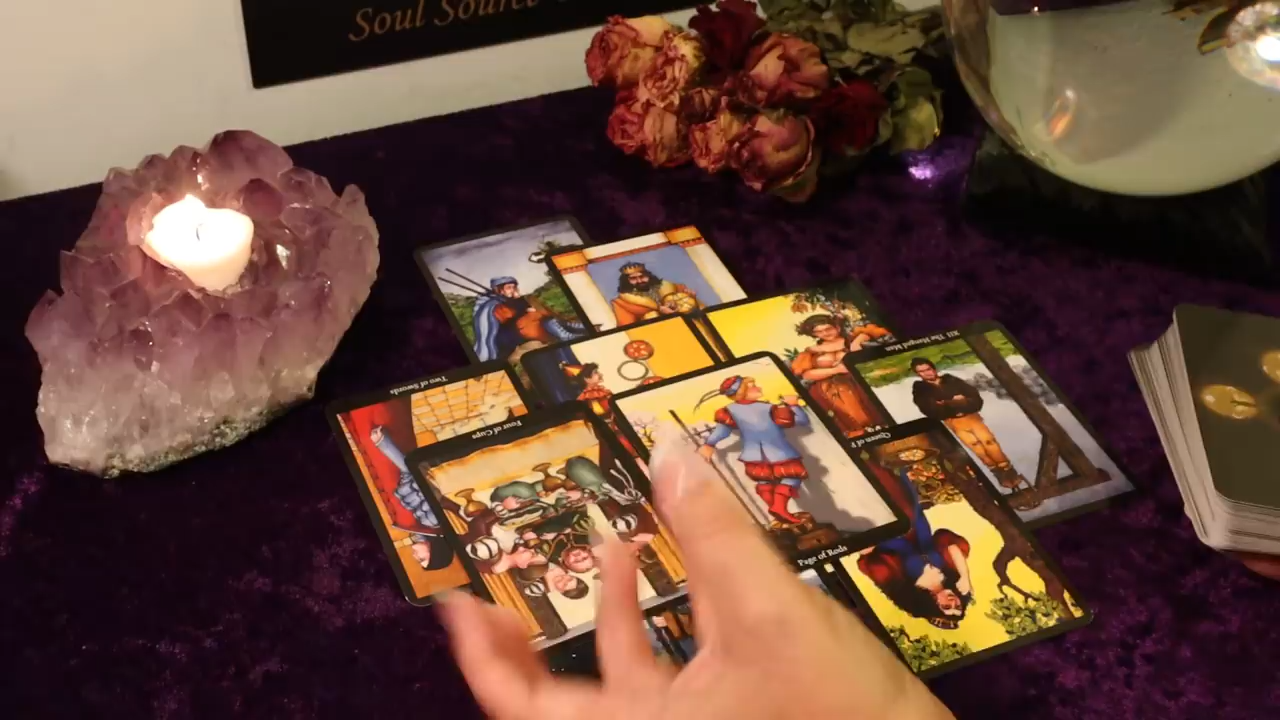 Soul Source
XII The Hanged Man
Two of Swords
Four of Cups
Queen of
Page of Rods